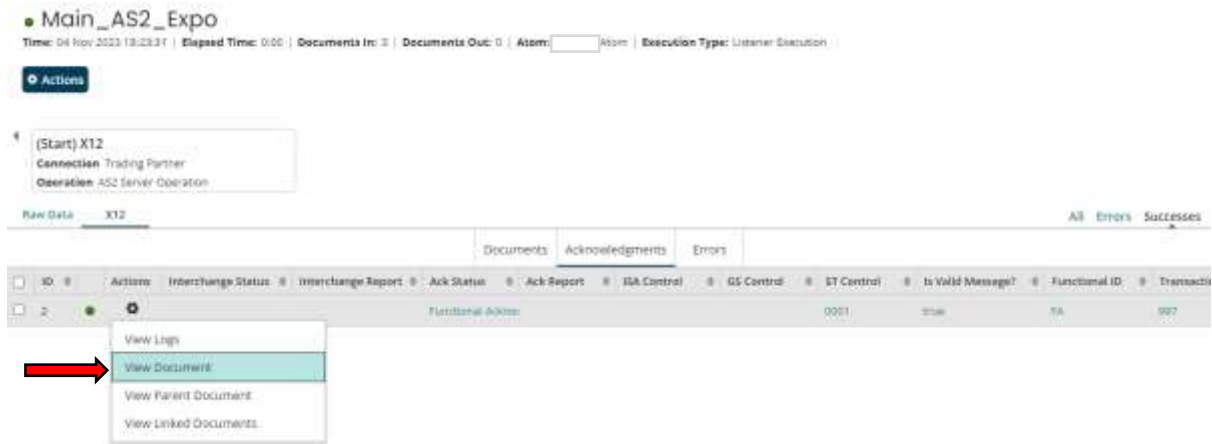 Main_AS2_Expo
Time: 04 Nov 2023 18:23:31 | Elapsed Time: 0:00 | Documents In: 3 | Documents Out: 0 | Atom: Atom | Execution Type: Listener Execution
Actions
(Start) X12
Connection Trading Partner
Operation AS2 Server Operation
Raw Data X12 All Errors Successes
Documents Acknowledgments Errors
ID Actions Interchange Status Interchange Report Ack Status Ack Report ISA Control GS Control ST Control Is Valid Message? Functional ID Transacti
2 Functional 0001 true FA 997
View Logs
View Document
View Parent Document
View Linked Documents